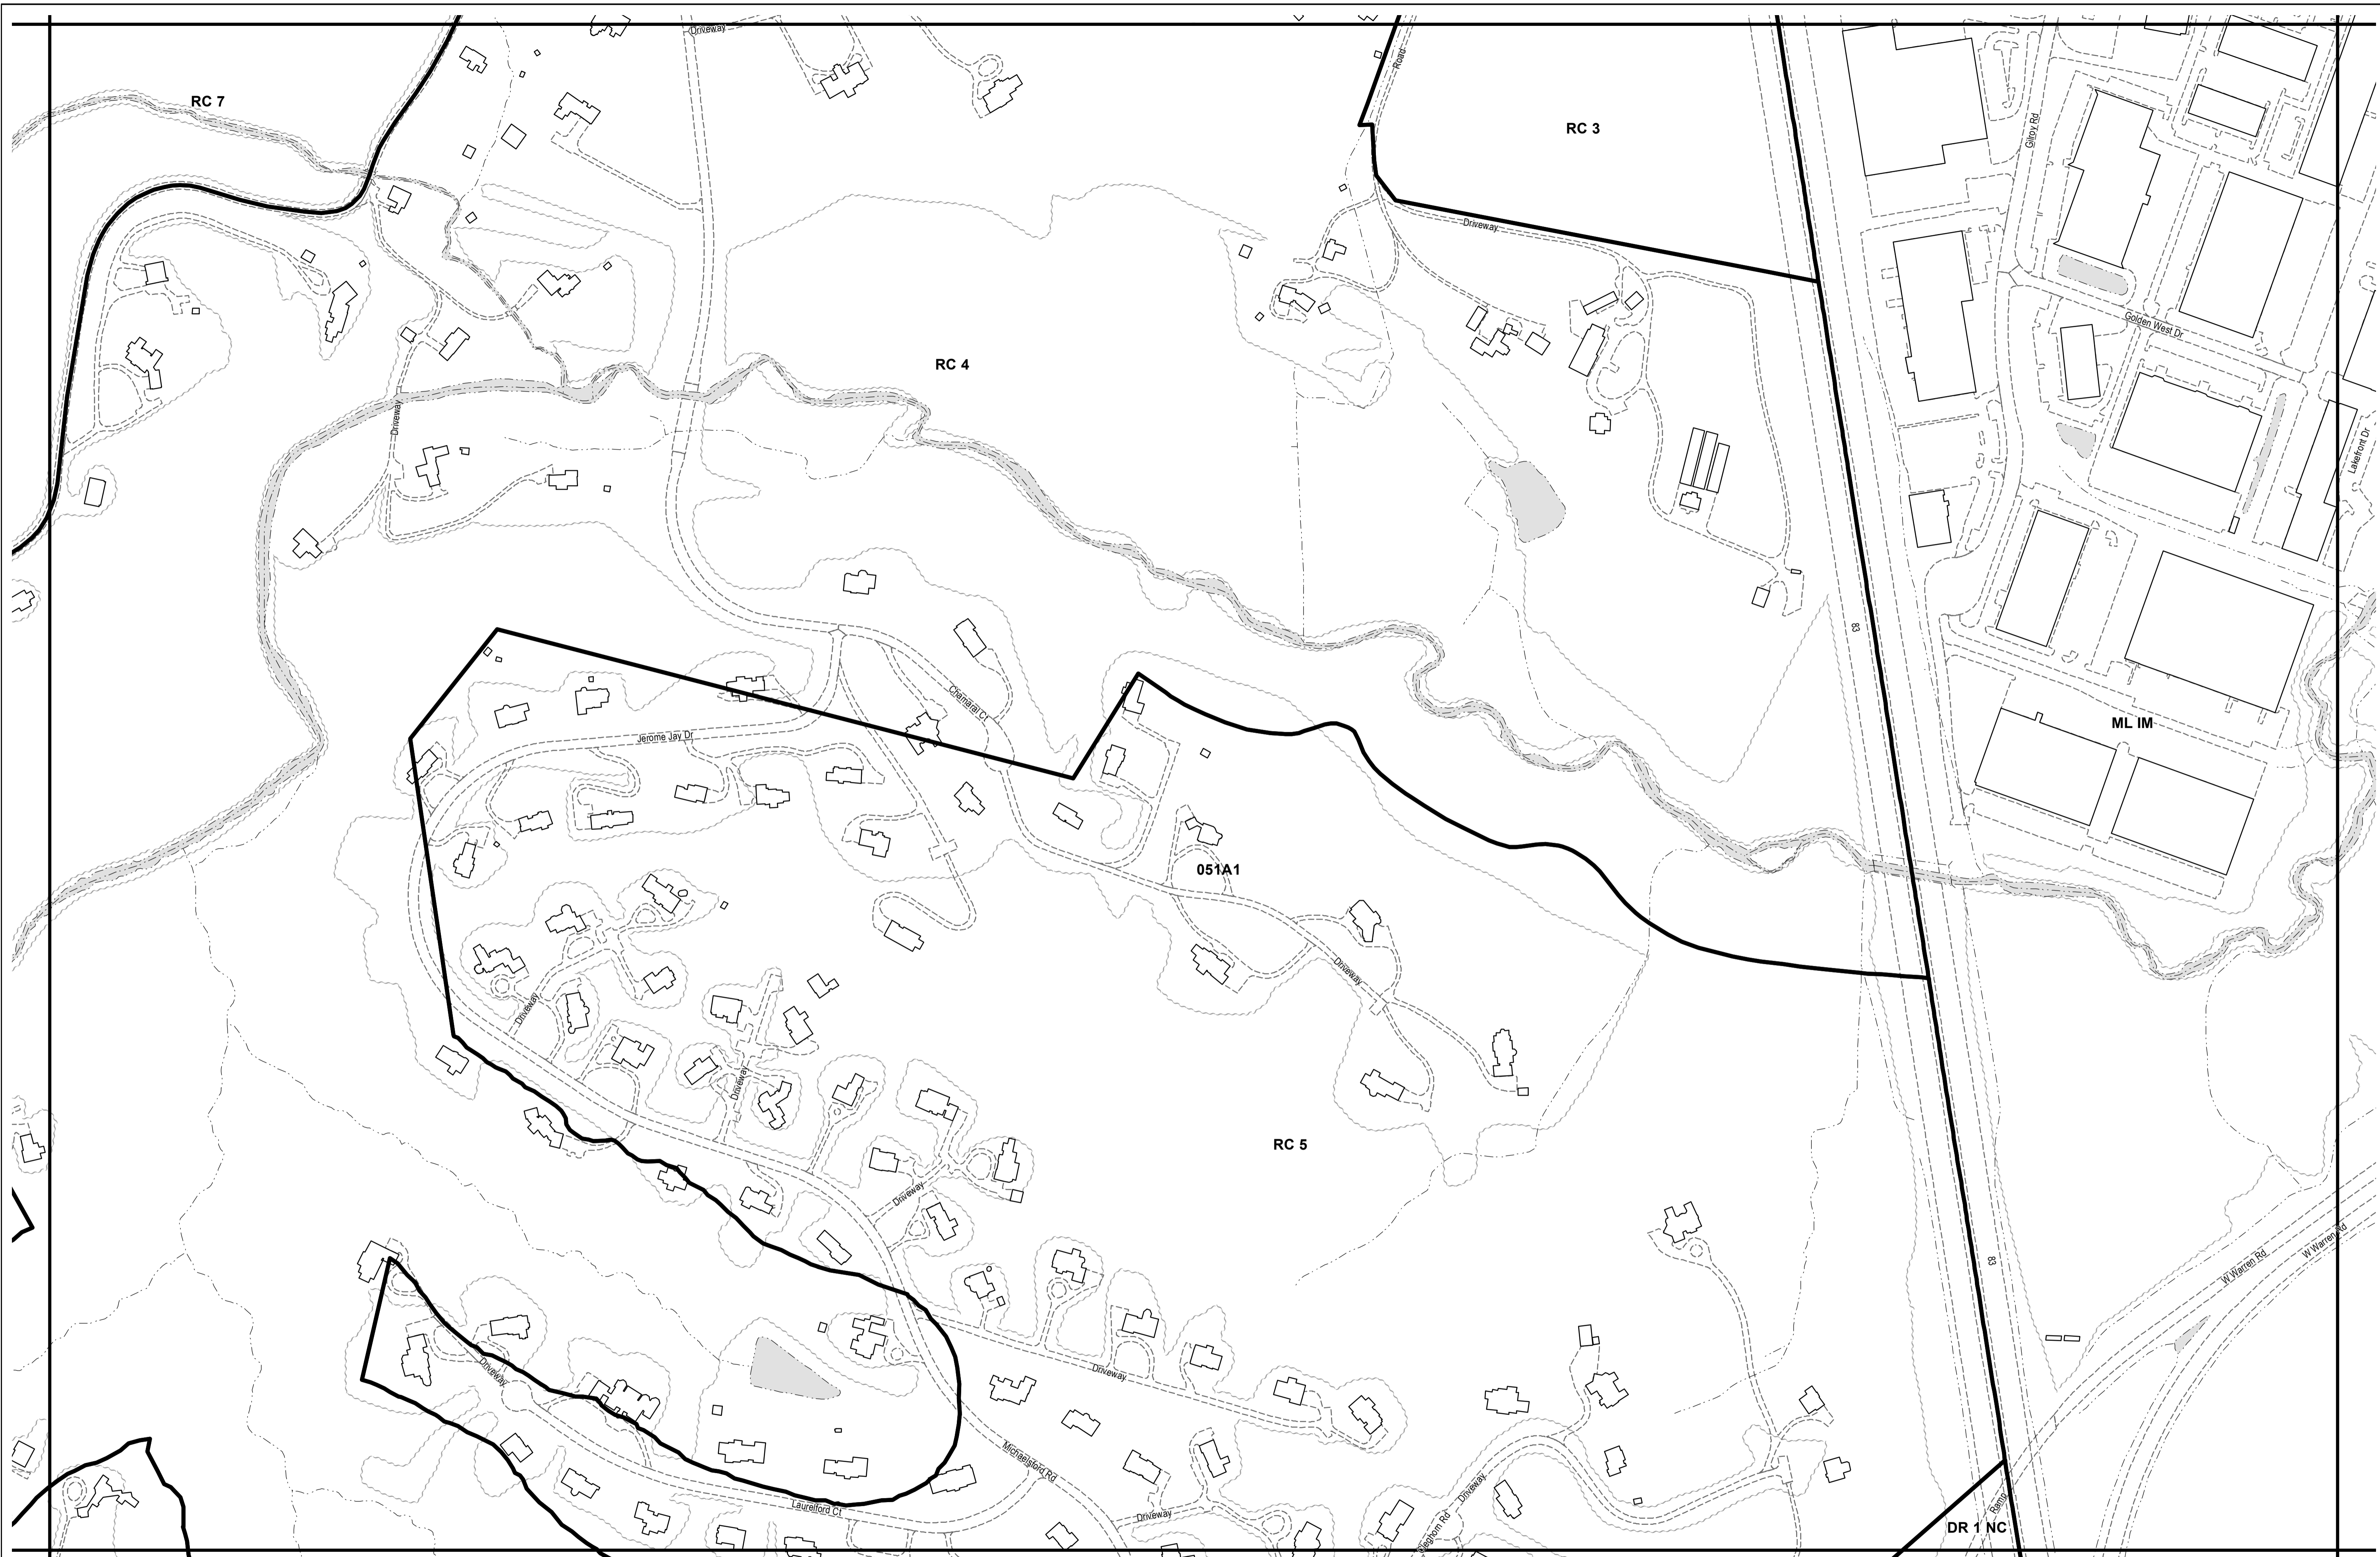 Driveway
Road
RC 7
RC 3
Gilroy Rd
Driveway
Golden West Dr
RC 4
Driveway
Lakefront Dr
83
Chamaral Ct
ML IM
Jerome Jay Dr
051A1
Driveway
Driveway
Driveway
RC 5
Driveway
W Warren Rd
83
W Warren Rd
Driveway
Driveway
Michaelsford Rd
Driveway
Laurelford Ct
Driveway
Ramp
DR 1 NC